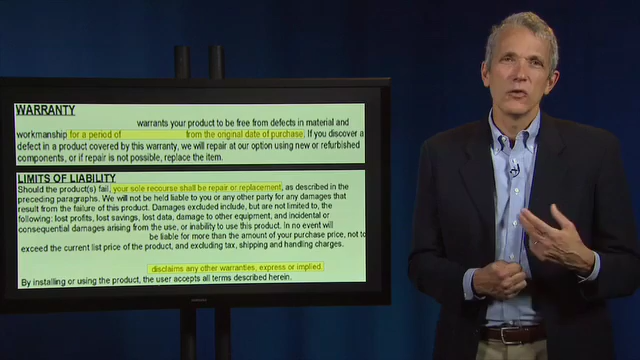 WARRANTY
warrants your product to be free from defects in material and
workmanship for a period of from the original date of purchase. If you discover a
defect in a product covered by this warranty, we will repair at our option using new or refurbished
components, or if repair is not possible, replace the item.
LIMITS OF LIABILITY
Should the product(s) fail, your sole recourse shall be repair or replacement, as described in the
preceding paragraphs. We will not be held liable to you or any other party for any damages that
result from the failure of this product. Damages excluded include, but are not limited to, the
following: lost profits, lost savings, lost data, damage to other equipment, and incidental or
consequential damages arising from the use, or inability to use this product. In no event will
be liable for more than the amount of your purchase price, not to
exceed the current list price of the product, and excluding tax, shipping and handling charges.
disclaims any other warranties, express or implied.
By installing or using the product, the user accepts all terms described herein.